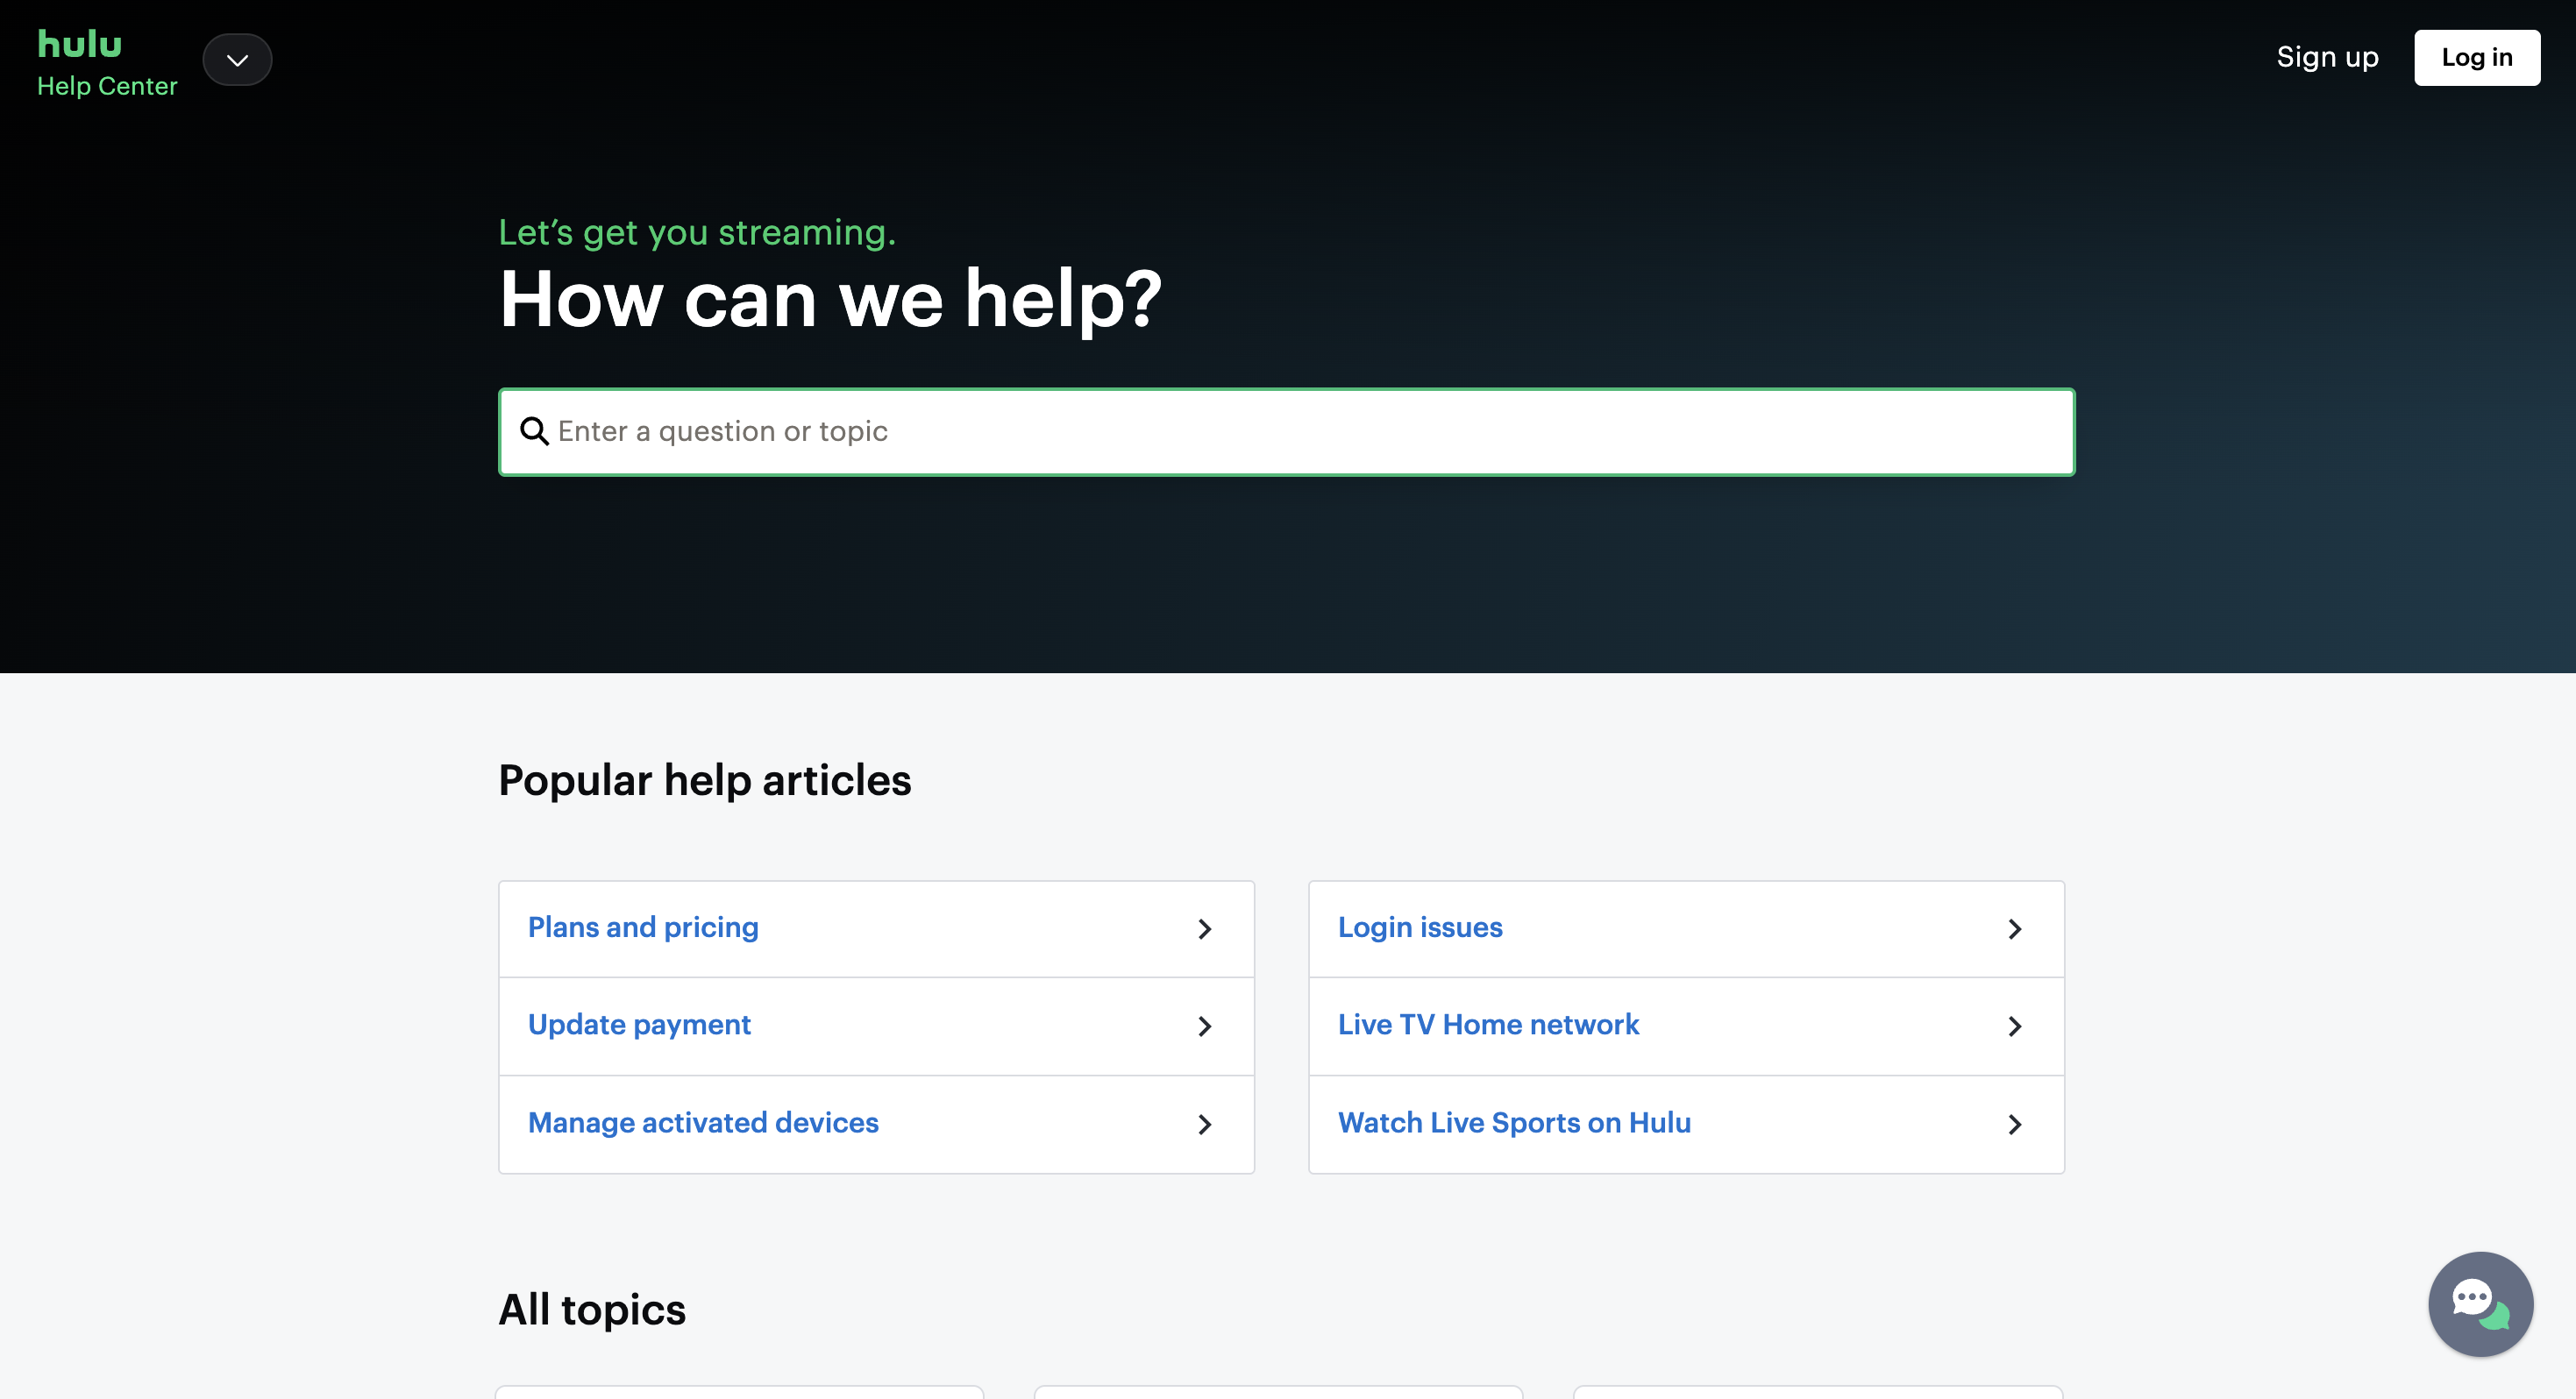 hulu
Help Center
Sign up
Log in
Let’s get you streaming.
How can we help?
Enter a question or topic
Popular help articles
Plans and pricing
Login issues
Update payment
Live TV Home network
Manage activated devices
Watch Live Sports on Hulu
All topics